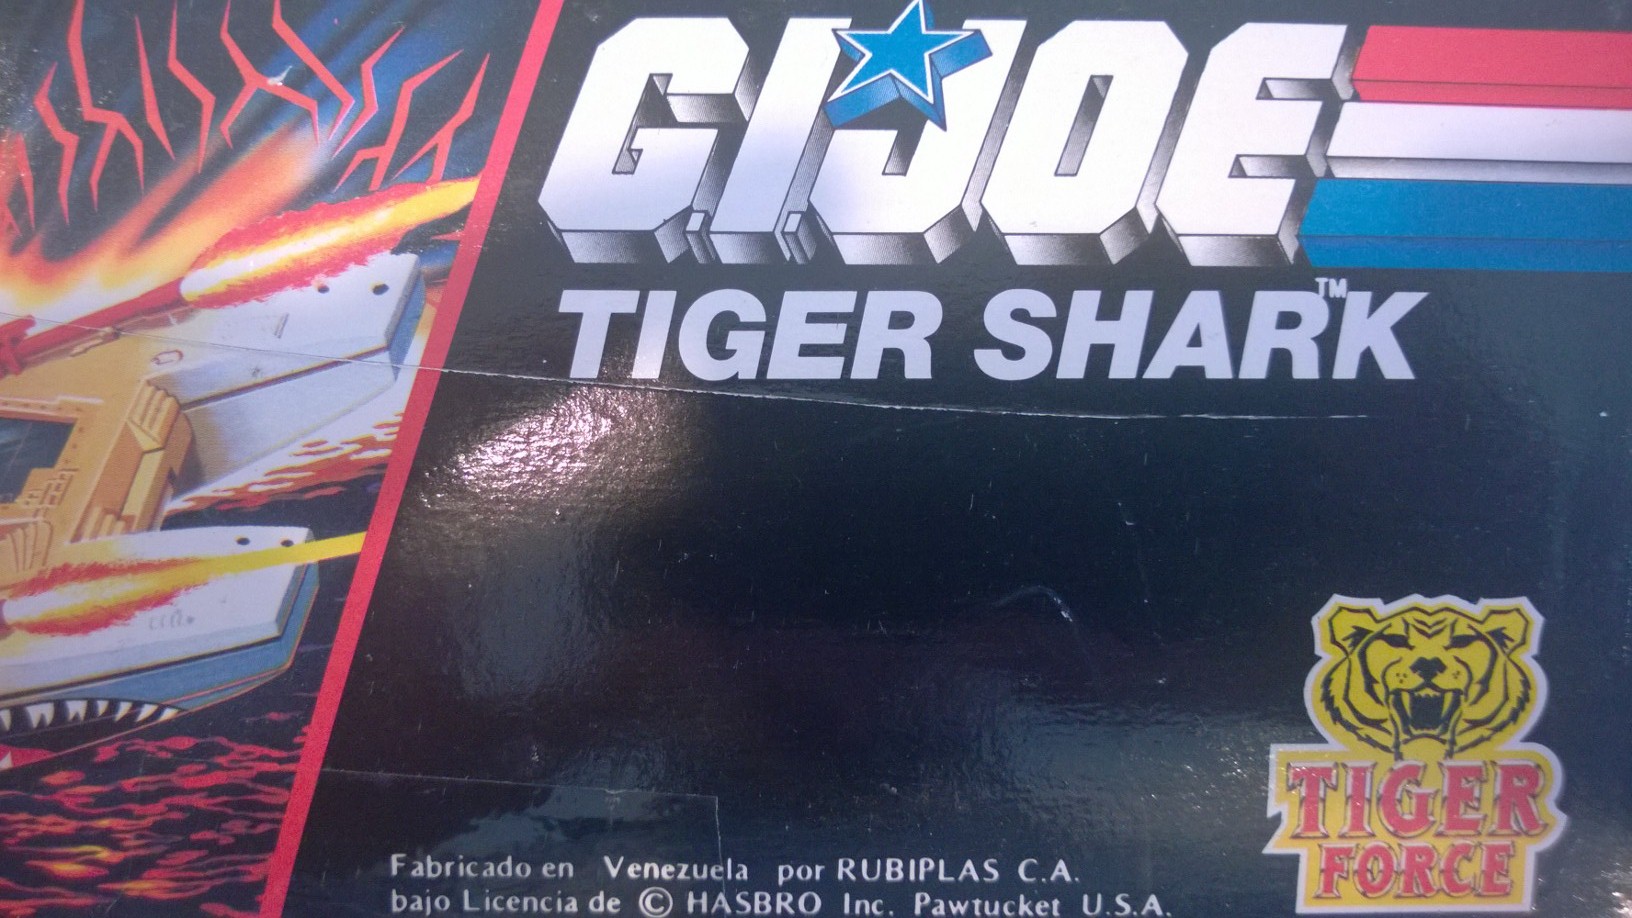 G.I.JOE
TIGER SHARK™
TIGER
FORCE
Fabricado en Venezuela por RUBIPLAS C.A.
bajo Licencia de © HASBRO Inc. Pawtucket U.S.A.